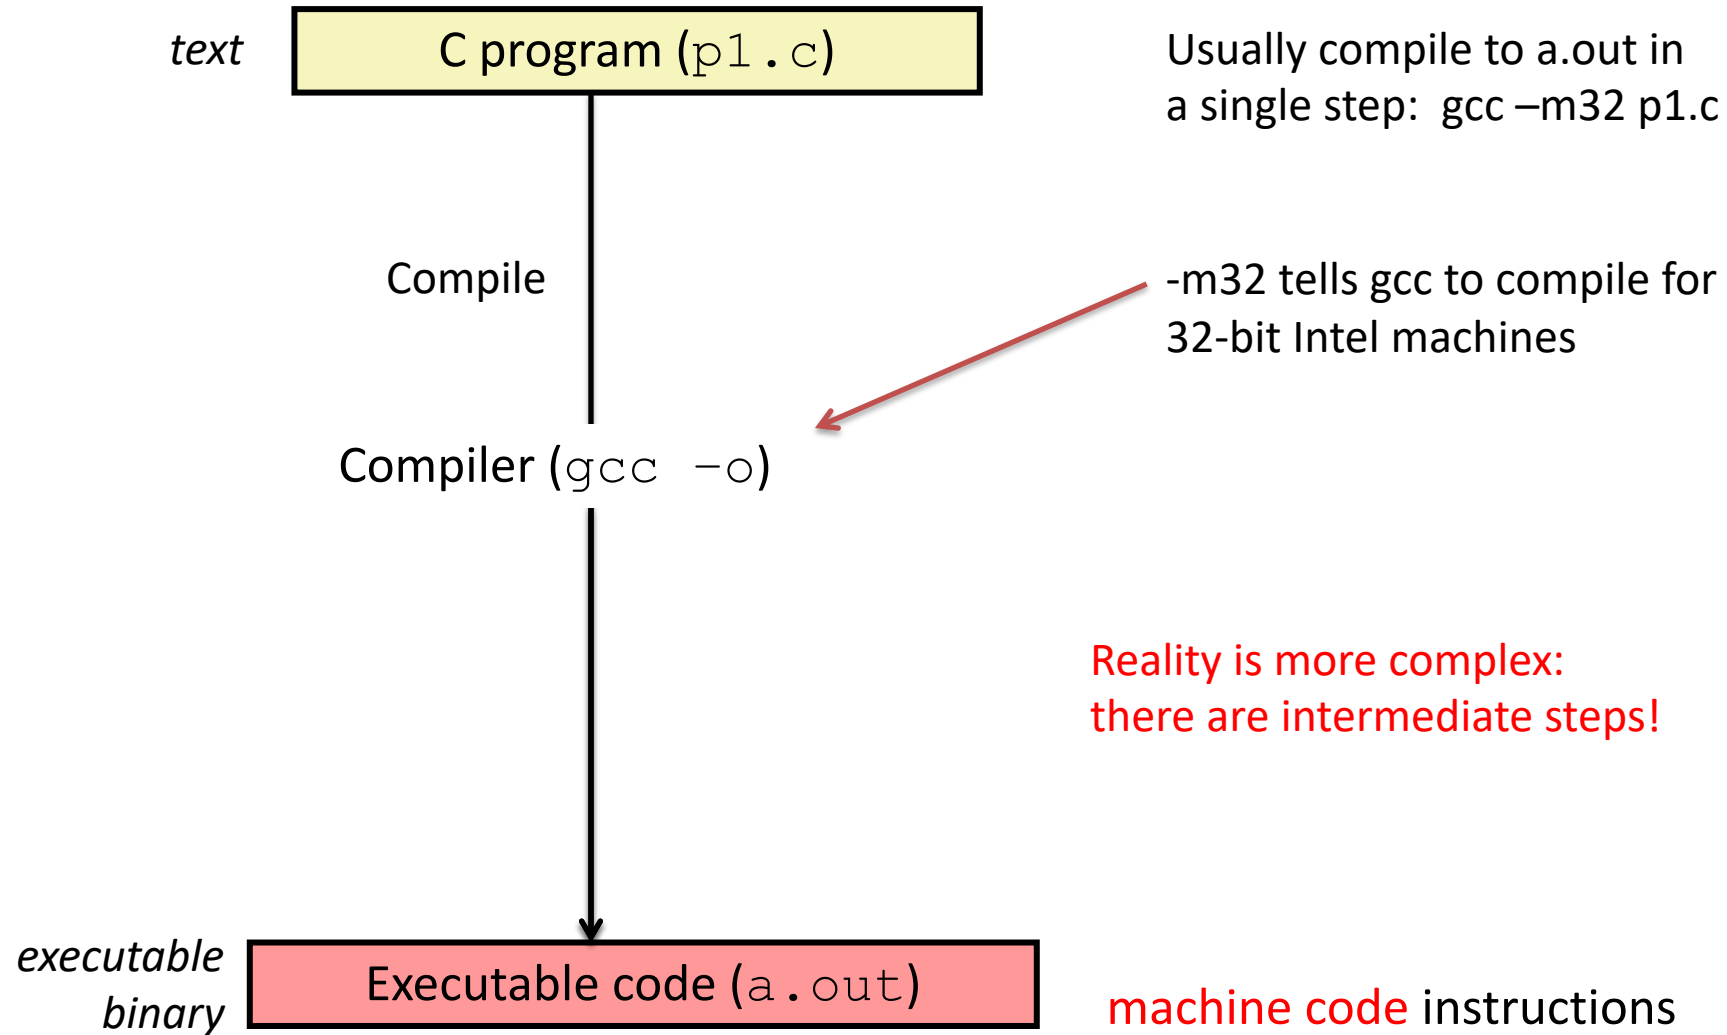 text
C program (p1.c)
Usually compile to a.out in
a single step: gcc –m32 p1.c
Compile
-m32 tells gcc to compile for
32-bit Intel machines
Compiler (gcc -o)
Reality is more complex:
there are intermediate steps!
executable
binary
Executable code (a.out)
machine code instructions